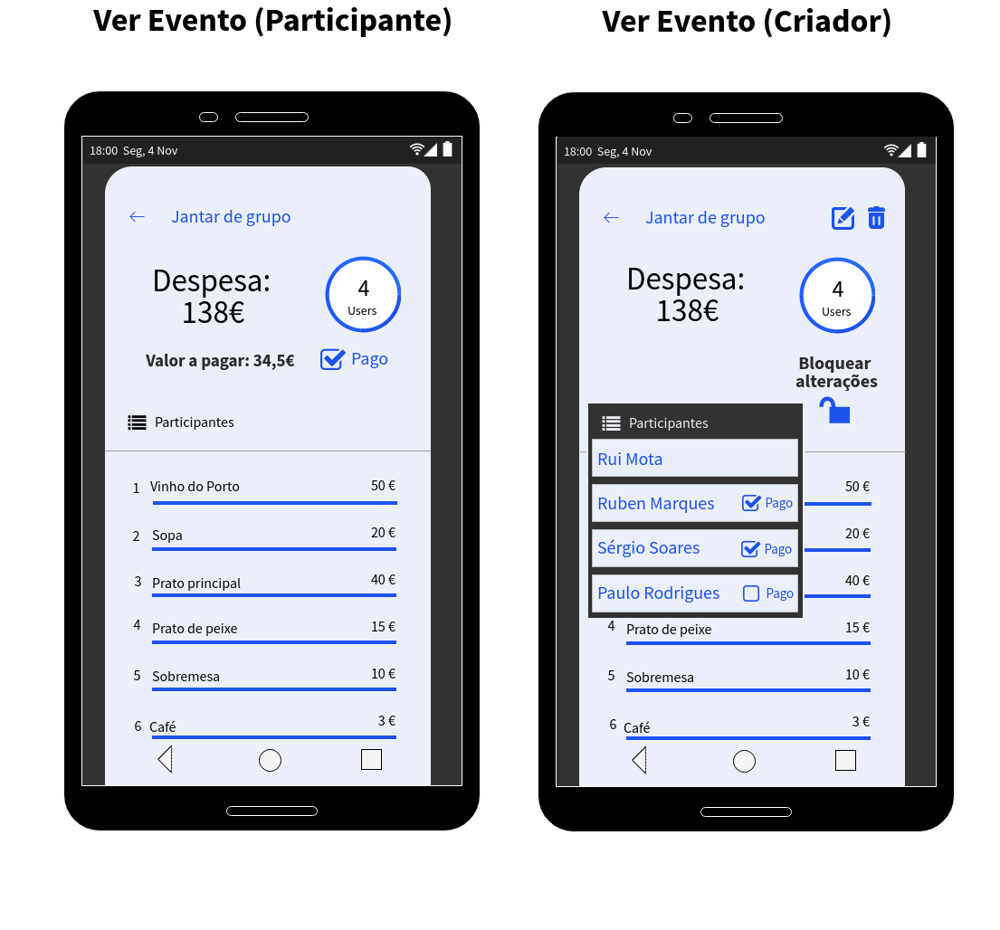 Ver Evento (Participante)
18:00 Seg, 4 Nov
Jantar de grupo
Despesa:
138€
4
Users
Valor a pagar: 34,5€
Pago
Participantes
1 Vinho do Porto 50 €
2 Sopa 20 €
3 Prato principal 40 €
4 Prato de peixe 15 €
5 Sobremesa 10 €
6 Café 3 €
Ver Evento (Criador)
18:00 Seg, 4 Nov
Jantar de grupo
Despesa:
138€
4
Users
Bloquear
alterações
Participantes
Rui Mota
50 €
Ruben Marques Pago
20 €
Sérgio Soares Pago
40 €
Paulo Rodrigues Pago
4 Prato de peixe 15 €
5 Sobremesa 10 €
6 Café 3 €